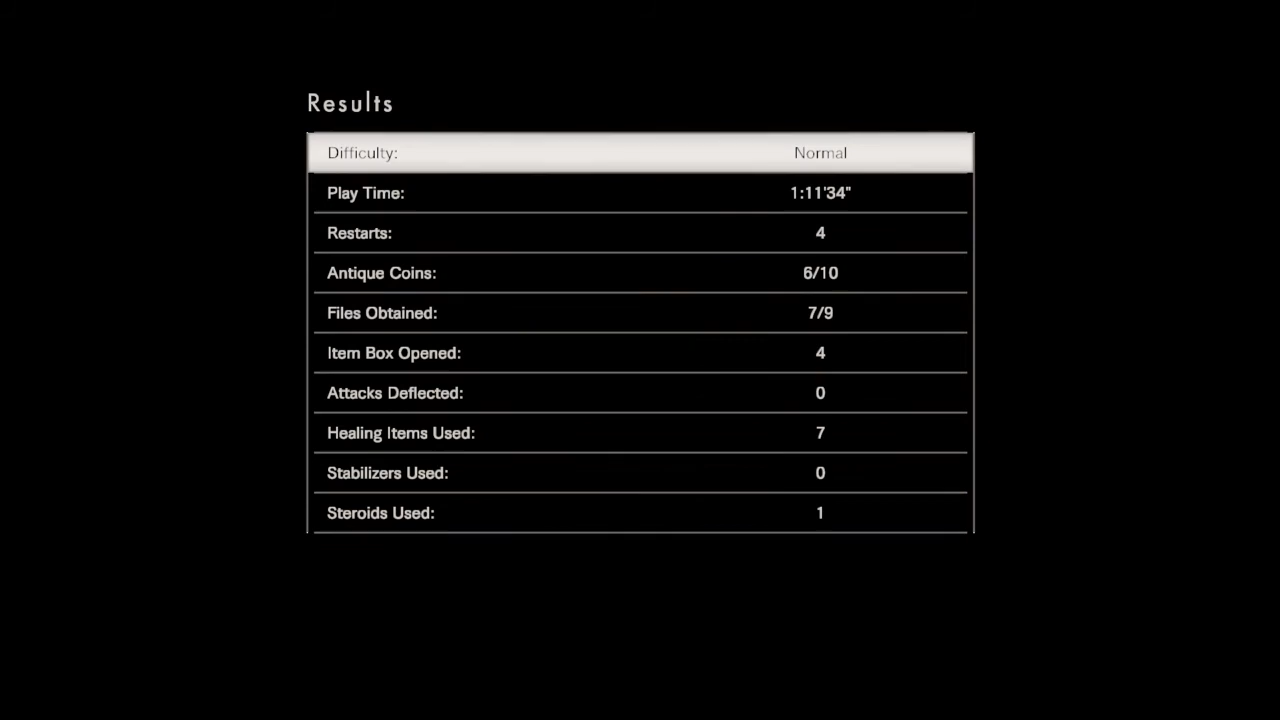 Results
Difficulty: Normal
Play Time: 1:11'34"
Restarts: 4
Antique Coins: 6/10
Files Obtained: 7/9
Item Box Opened: 4
Attacks Deflected: 0
Healing Items Used: 7
Stabilizers Used: 0
Steroids Used: 1